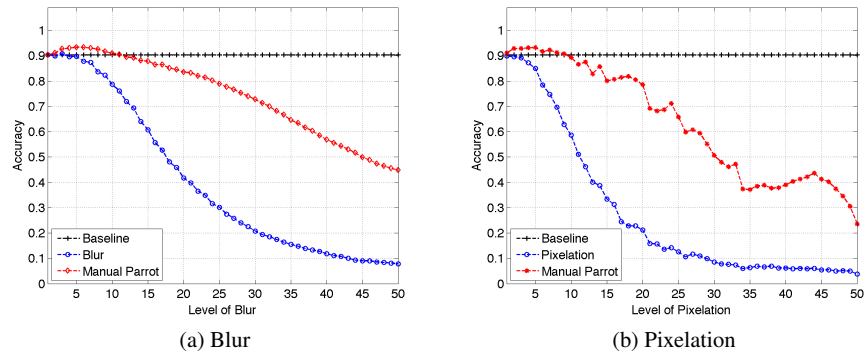 1
0.9
0.8
0.7
0.6
0.5
0.4
0.3
0.2
0.1
0
Accuracy
Baseline
Blur
Manual Parrot
5 10 15 20 25 30 35 40 45 50
Level of Blur
(a) Blur
1
0.9
0.8
0.7
0.6
0.5
0.4
0.3
0.2
0.1
0
Accuracy
Baseline
Pixelation
Manual Parrot
5 10 15 20 25 30 35 40 45 50
Level of Pixelation
(b) Pixelation